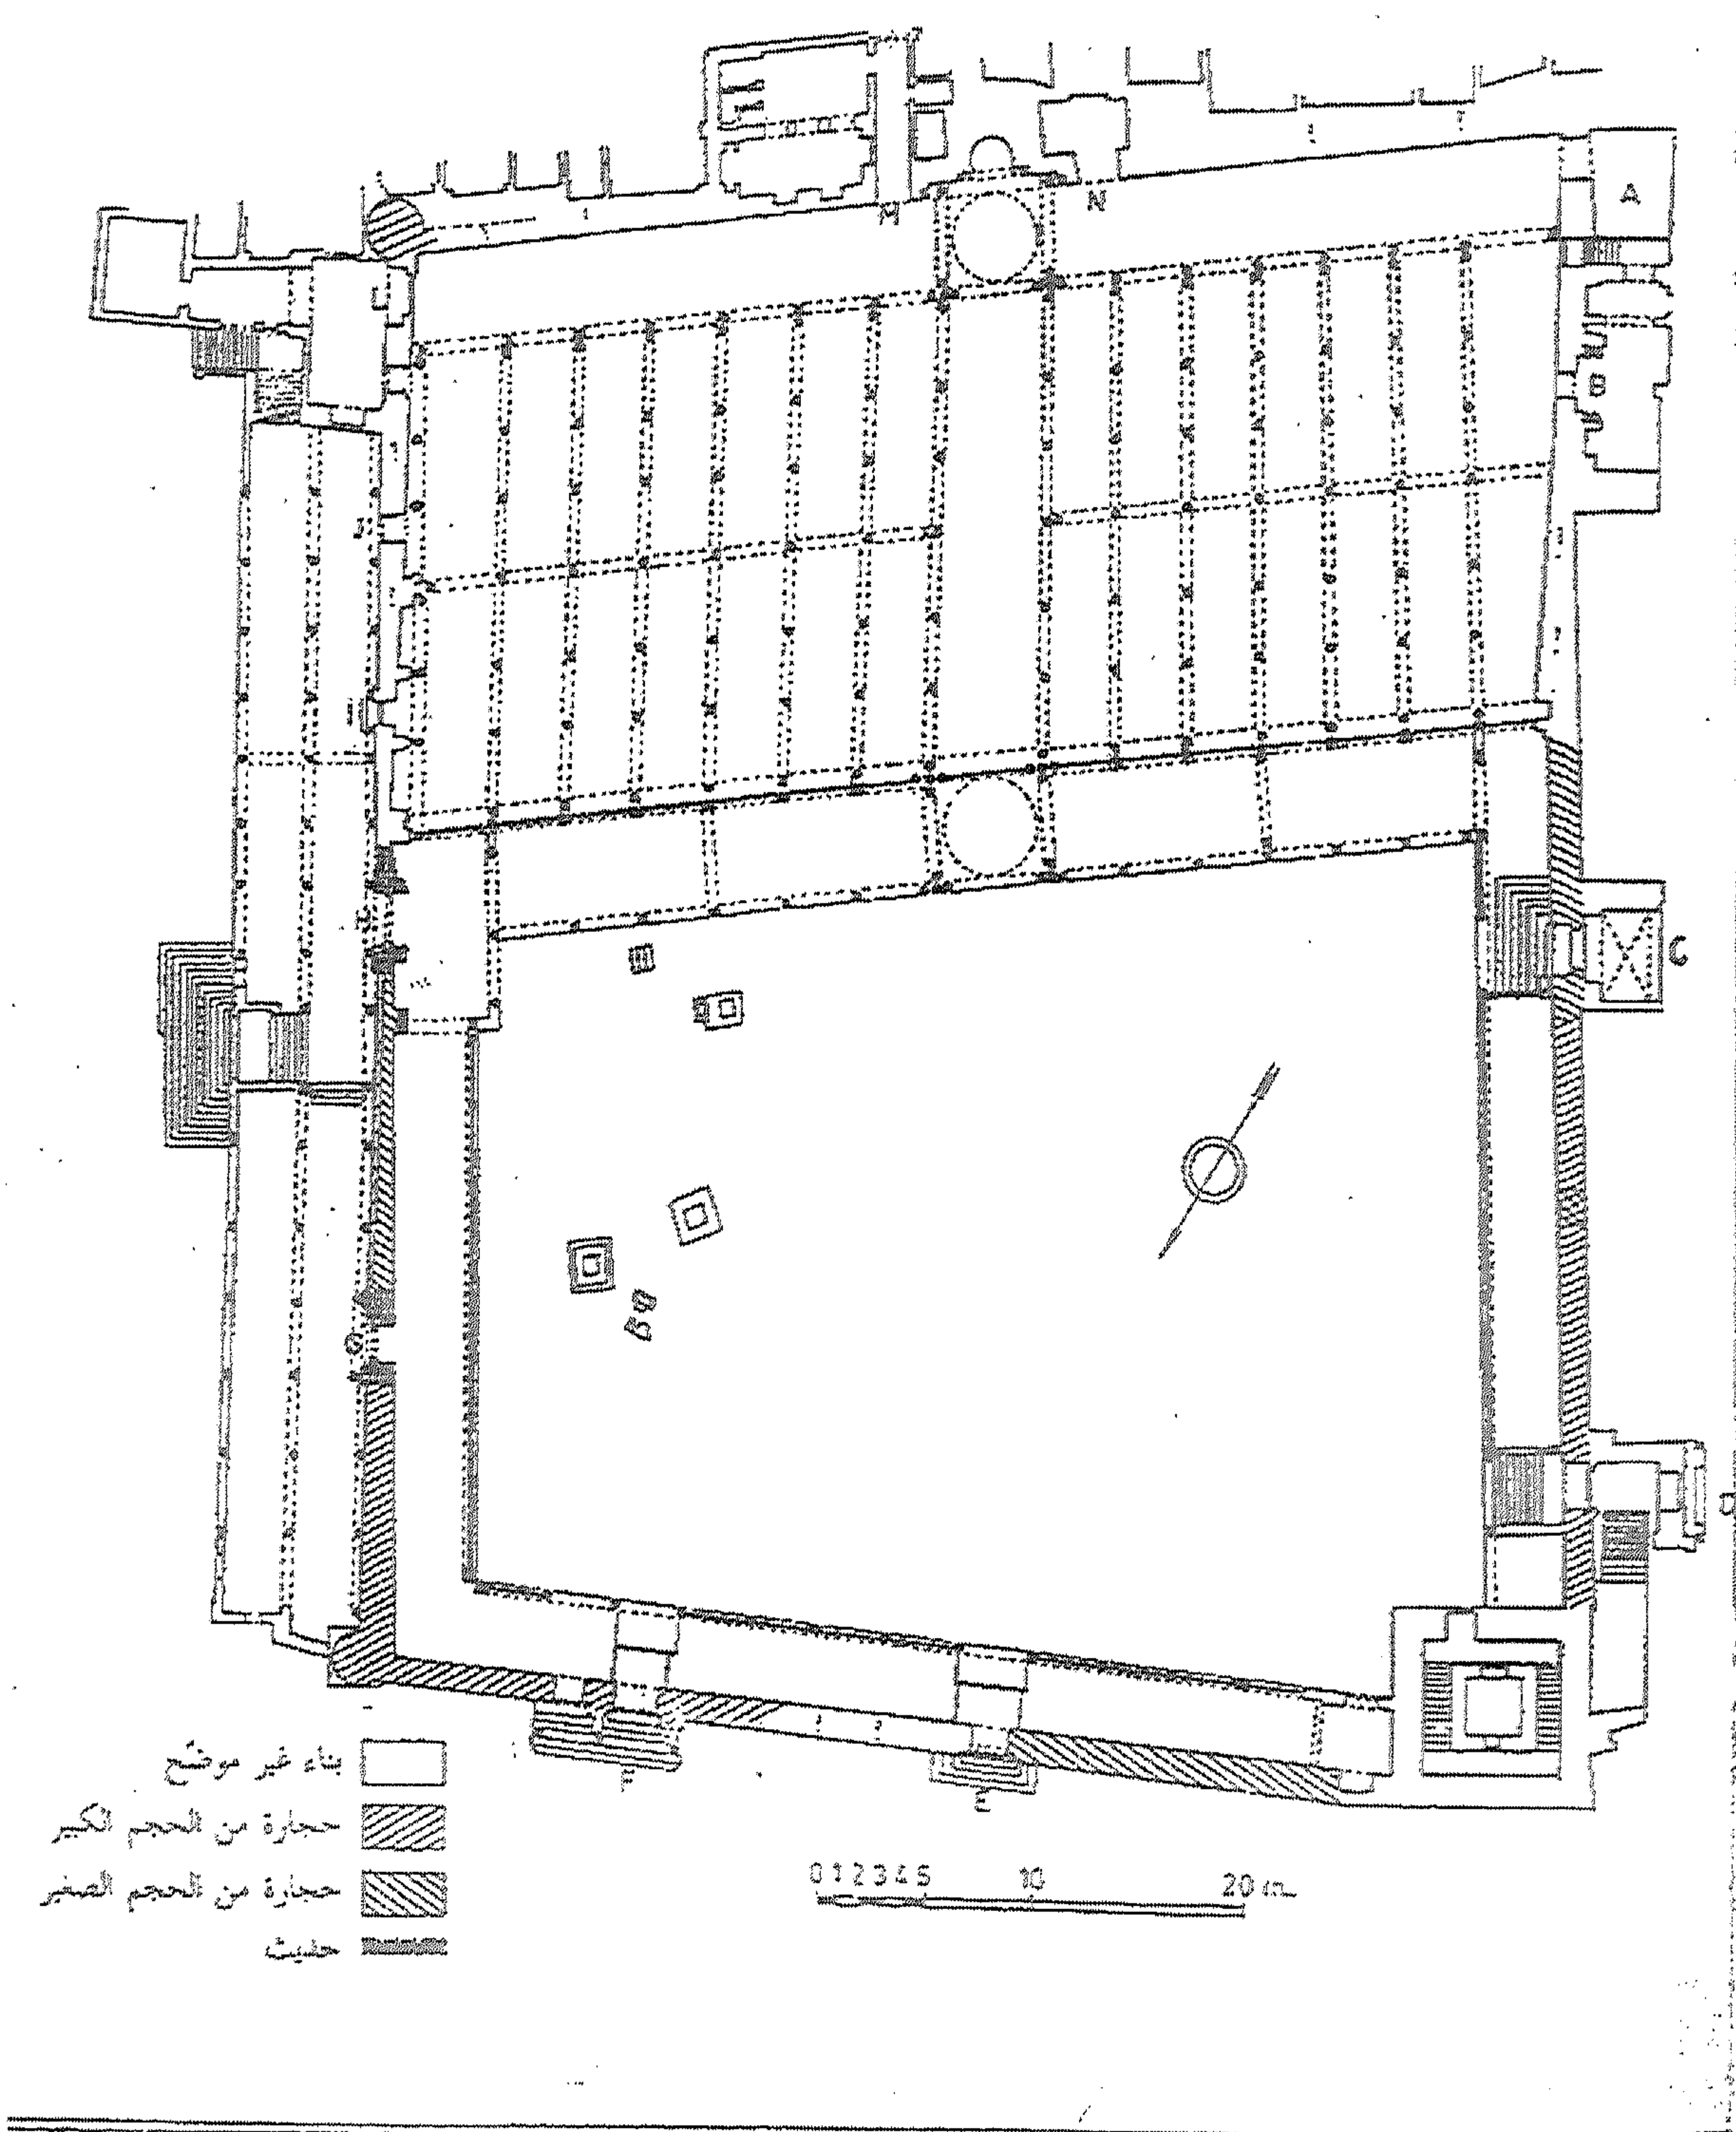 M
N
A
B
C
D
F
E
0 1 2 3 4 5 10 20 m
بناء غير موضّح
حجارة من الحجم الكبير
حجارة من الحجم الصغير
حديث